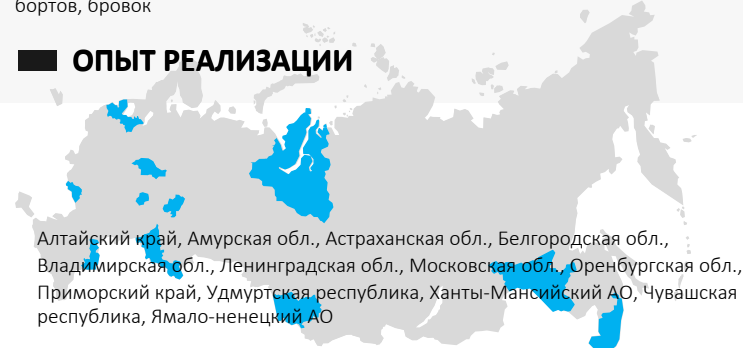 бортов, бровок
ОПЫТ РЕАЛИЗАЦИИ
Алтайский край, Амурская обл., Астраханская обл., Белгородская обл.,
Владимирская обл., Ленинградская обл., Московская обл., Оренбургская обл.,
Приморский край, Удмуртская республика, Ханты-Мансийский АО, Чувашская
республика, Ямало-ненецкий АО